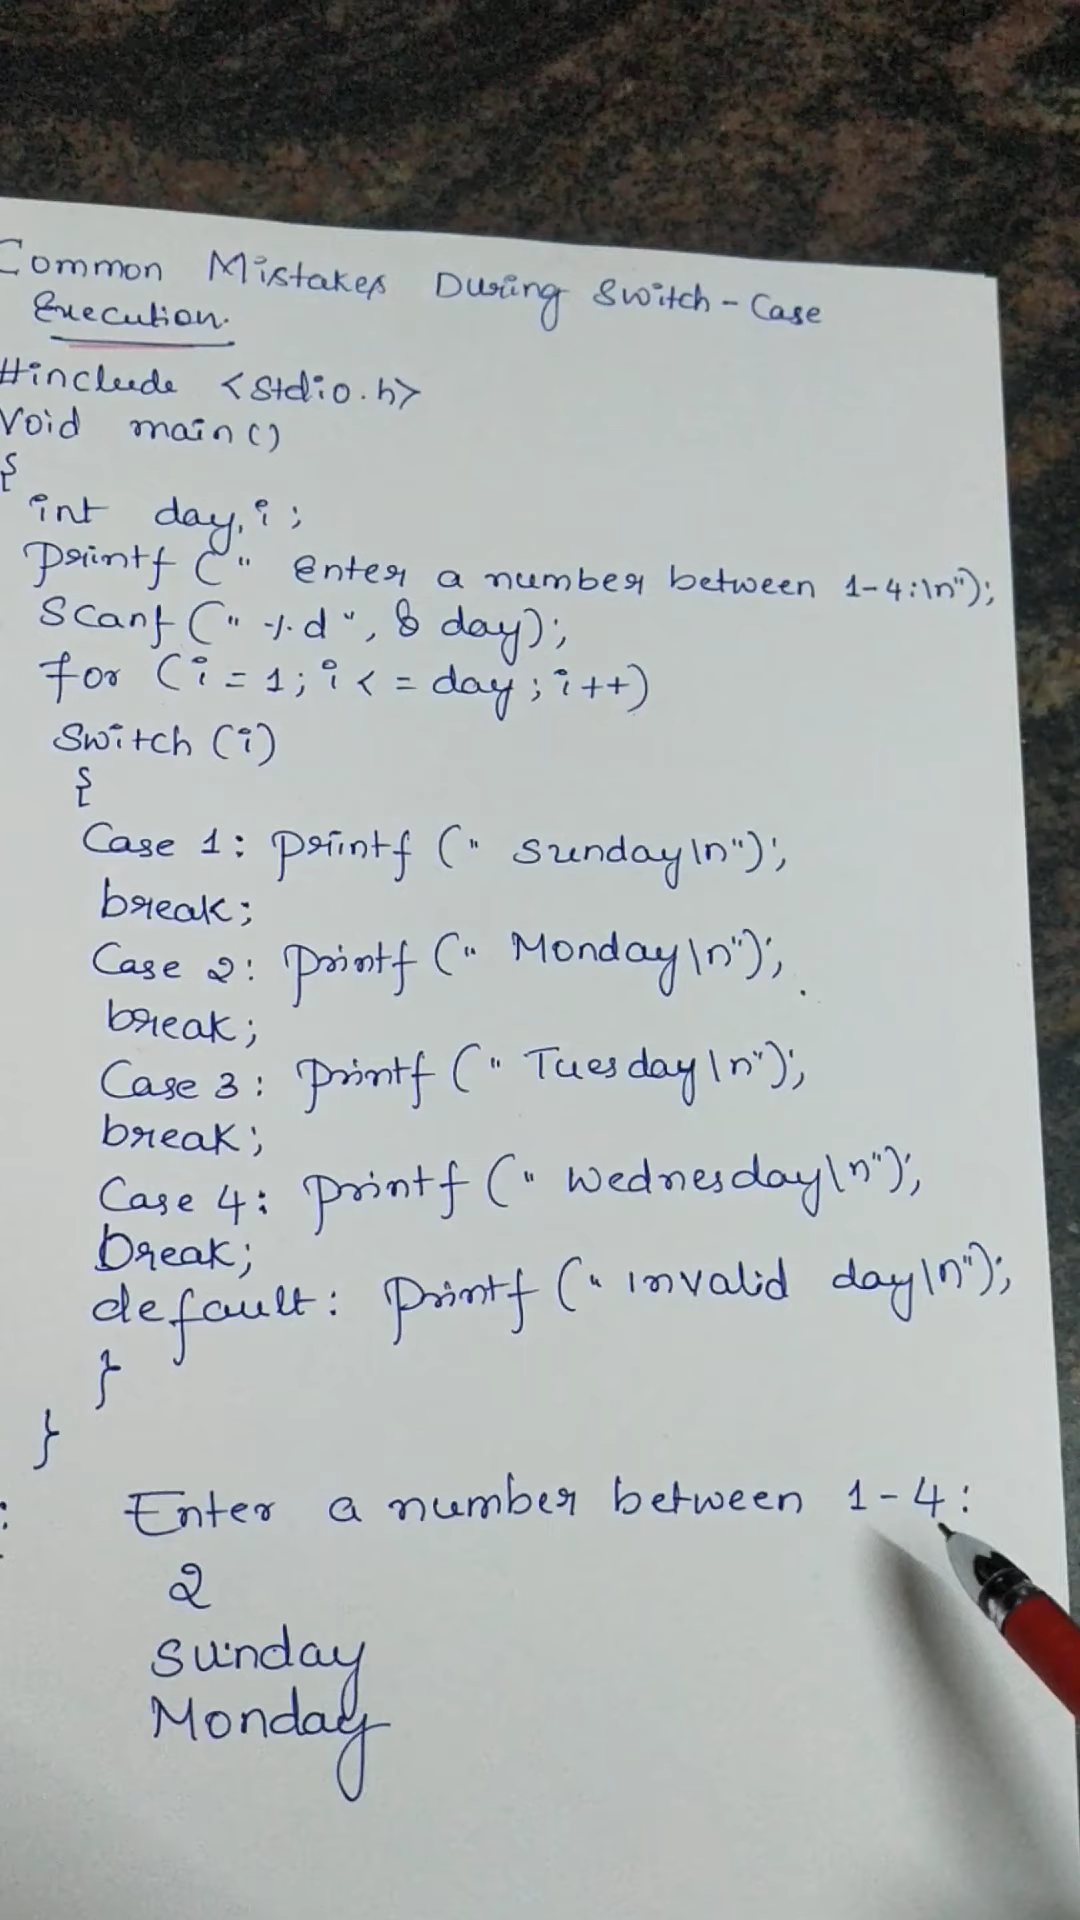 Common Mistakes During Switch-Case
Execution.
#include <stdio.h>
Void main()
{
int day, i;
printf (" enter a number between 1-4:\n");
Scanf (" %d ", & day);
for (i = 1; i <= day; i++)
Switch (i)
{
Case 1: printf (" Sunday\n");
break;
Case 2: printf (" Monday\n");
break;
Case 3: printf (" Tuesday\n");
break;
Case 4: printf (" Wednesday\n");
break;
default: printf (" invalid day\n");
}
}
: Enter a number between 1-4:
2
Sunday
Monday